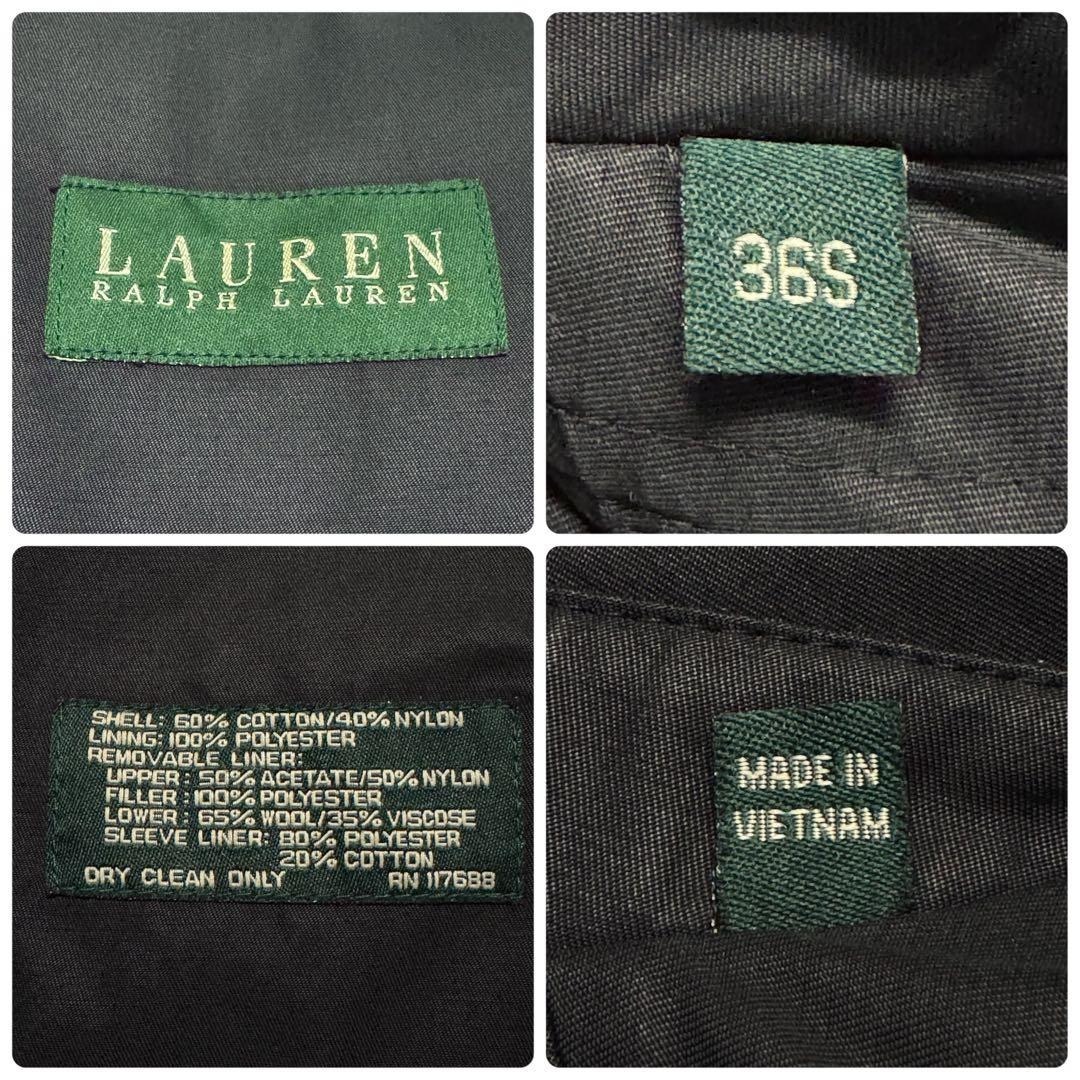 LAUREN
RALPH LAUREN
36S
SHELL: 60% COTTON/40% NYLON
LINING: 100% POLYESTER
REMOVABLE LINER:
UPPER: 50% ACETATE/50% NYLON
FILLER: 100% POLYESTER
LOWER: 65% WOOL/35% VISCOSE
SLEEVE LINER: 80% POLYESTER
20% COTTON
DRY CLEAN ONLY RN 117688
MADE IN
VIETNAM